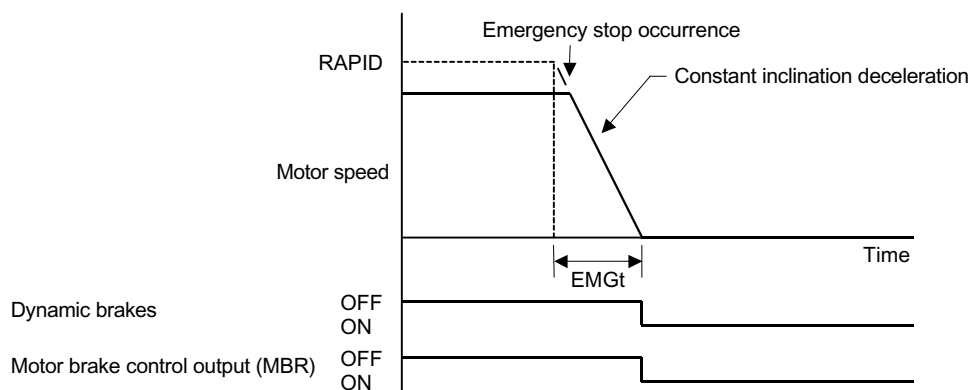 Emergency stop occurrence
RAPID
Constant inclination deceleration
Motor speed
Time
EMGt
Dynamic brakes
OFF
ON
Motor brake control output (MBR)
OFF
ON